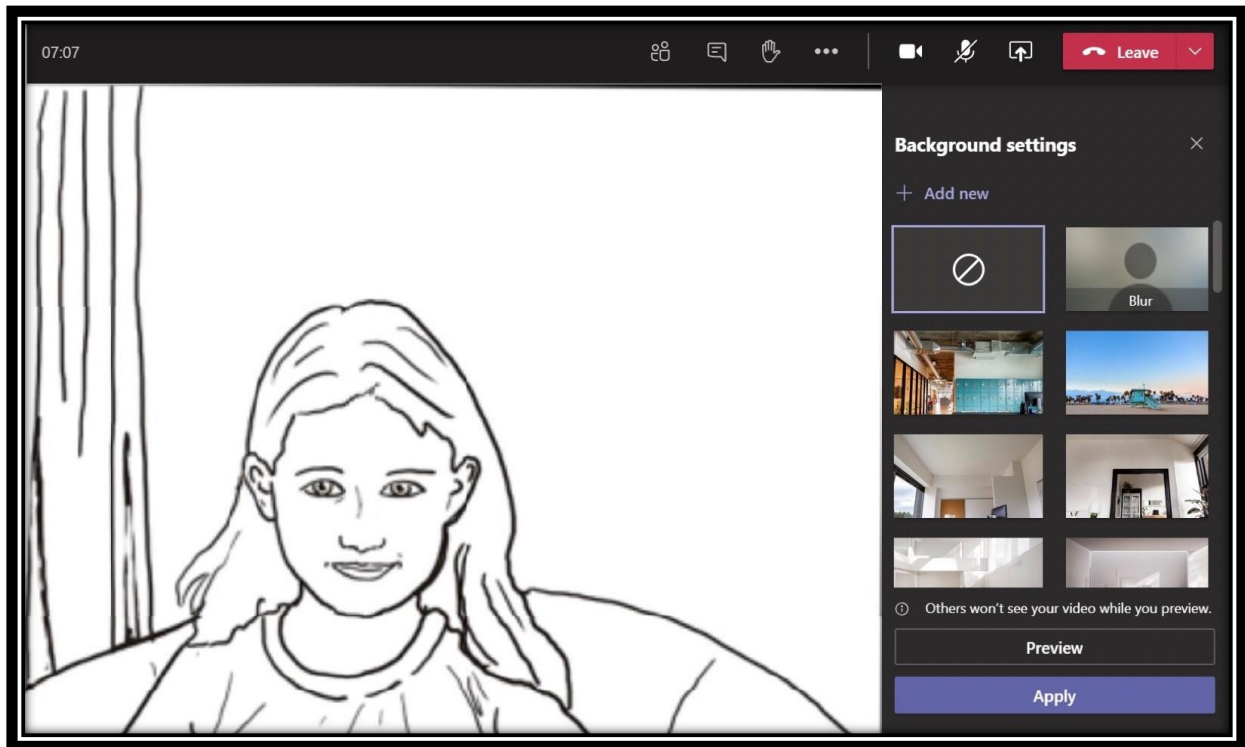 07:07
Leave
Background settings
Add new
Blur
Others won't see your video while you preview.
Preview
Apply